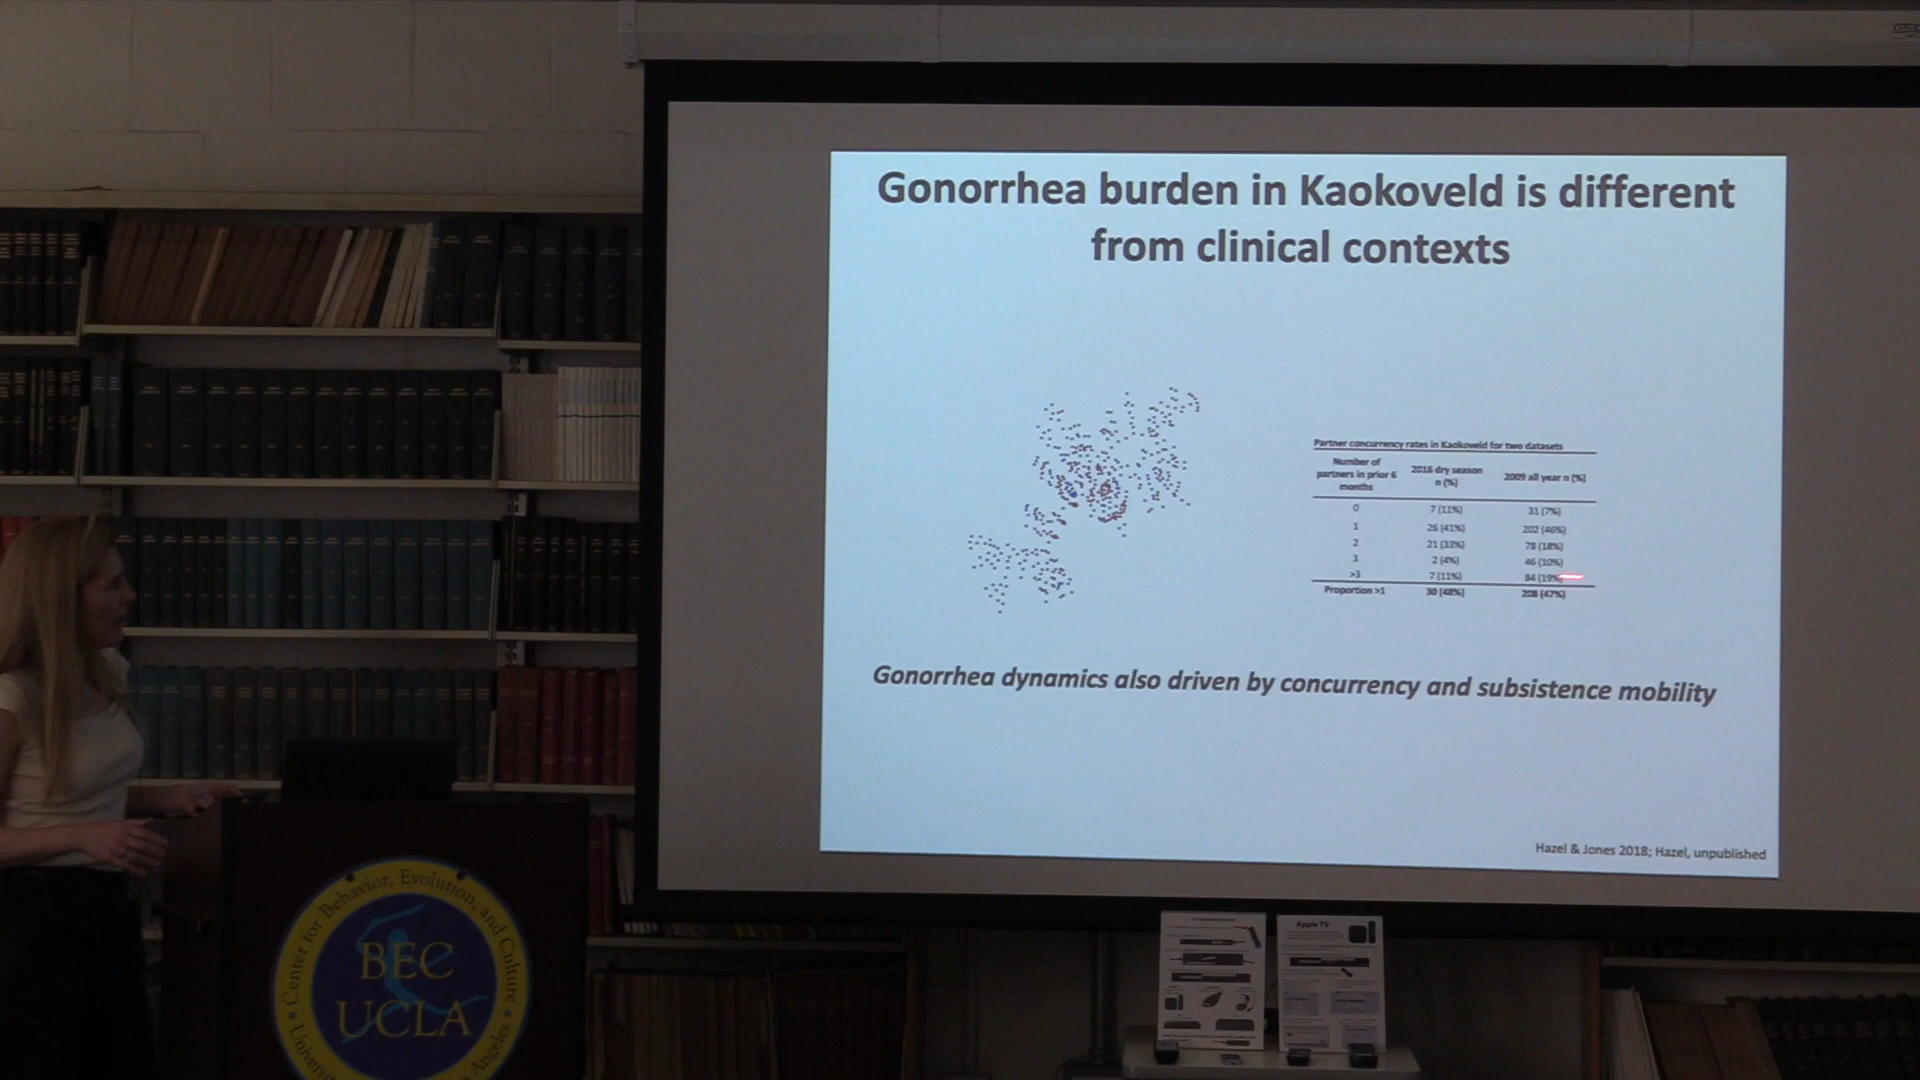 Gonorrhea burden in Kaokoveld is different
from clinical contexts
Partner concurrency rates in Kaokoveld for two datasets
Number of partners in prior 6 months 2016 dry season n (%) 2009 all year n (%)
0 7 (11%) 31 (7%)
1 26 (41%) 202 (46%)
2 21 (33%) 78 (18%)
3 2 (4%) 46 (10%)
>3 7 (11%) 84 (19%)
Proportion >1 30 (48%) 208 (47%)
Gonorrhea dynamics also driven by concurrency and subsistence mobility
Hazel & Jones 2018; Hazel, unpublished
Center for Behavior, Evolution, and Culture
BEC
UCLA
Angeles
Apple TV